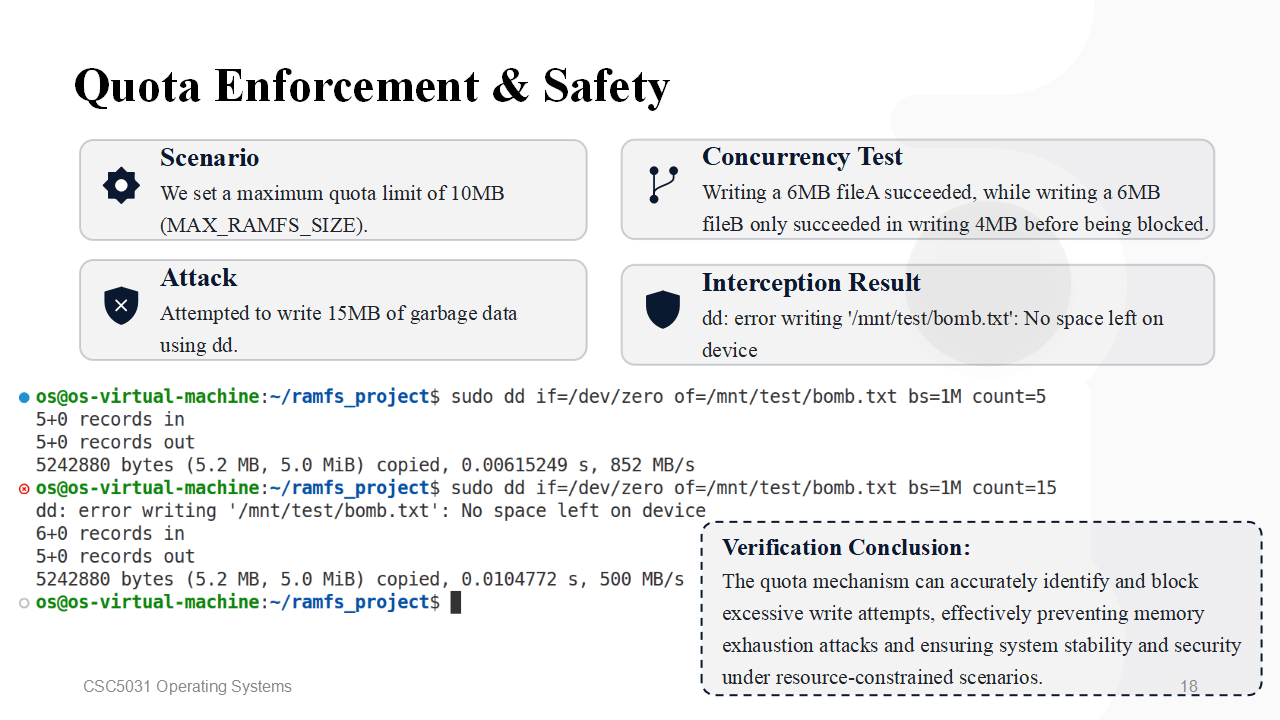 Quota Enforcement & Safety
Scenario
We set a maximum quota limit of 10MB
(MAX_RAMFS_SIZE).
Concurrency Test
Writing a 6MB fileA succeeded, while writing a 6MB
fileB only succeeded in writing 4MB before being blocked.
Attack
Attempted to write 15MB of garbage data
using dd.
Interception Result
dd: error writing '/mnt/test/bomb.txt': No space left on
device
os@os-virtual-machine:~/ramfs_project$ sudo dd if=/dev/zero of=/mnt/test/bomb.txt bs=1M count=5
5+0 records in
5+0 records out
5242880 bytes (5.2 MB, 5.0 MiB) copied, 0.00615249 s, 852 MB/s
os@os-virtual-machine:~/ramfs_project$ sudo dd if=/dev/zero of=/mnt/test/bomb.txt bs=1M count=15
dd: error writing '/mnt/test/bomb.txt': No space left on device
6+0 records in
5+0 records out
5242880 bytes (5.2 MB, 5.0 MiB) copied, 0.0104772 s, 500 MB/s
os@os-virtual-machine:~/ramfs_project$
Verification Conclusion:
The quota mechanism can accurately identify and block
excessive write attempts, effectively preventing memory
exhaustion attacks and ensuring system stability and security
under resource-constrained scenarios.
CSC5031 Operating Systems
18